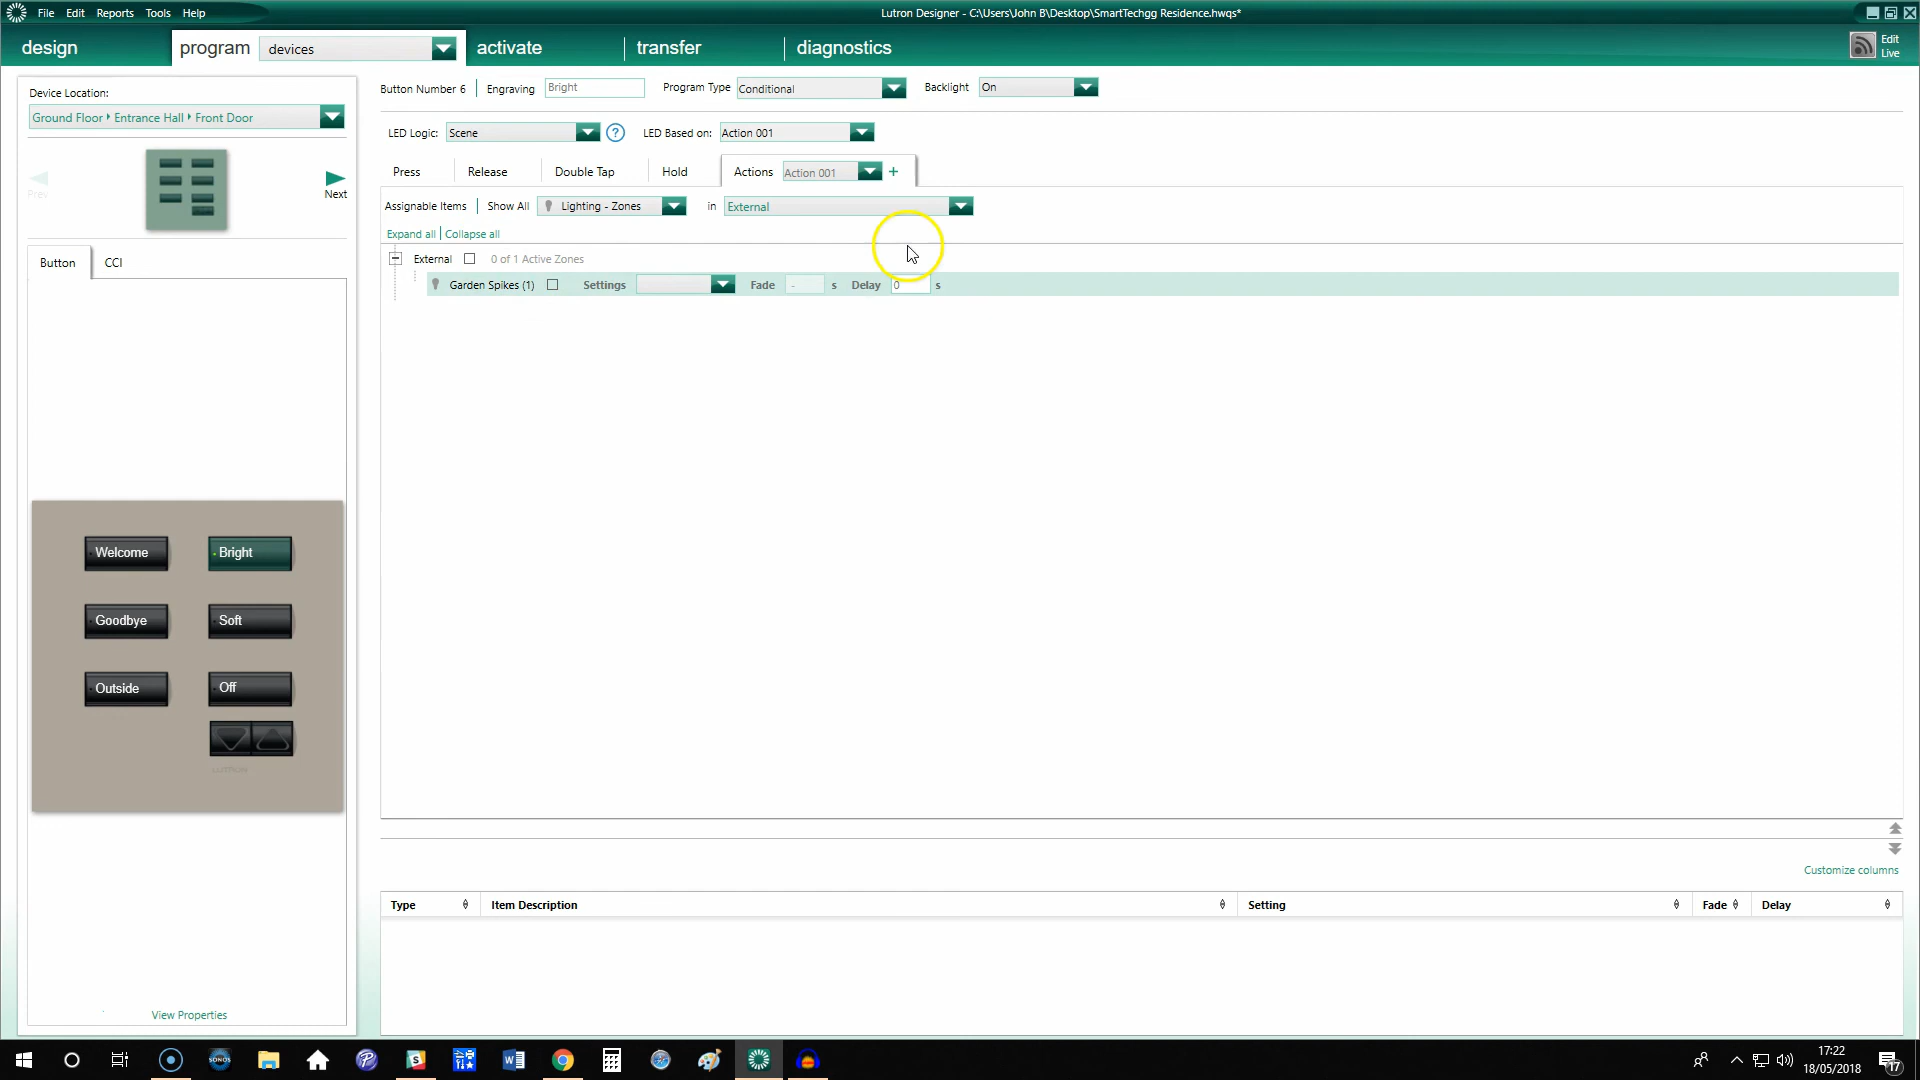 File Edit Reports Tools Help
Lutron Designer - C:\Users\John B\Desktop\SmartTechgg Residence.hwqs*
design program devices activate transfer diagnostics
Edit
Live
Device Location:
Ground Floor Entrance Hall Front Door
Prev
Next
Button CCI
Welcome Bright
Goodbye Soft
Outside Off
LUTRON
View Properties
Button Number 6 Engraving Bright Program Type Conditional Backlight On
LED Logic: Scene ? LED Based on: Action 001
Press Release Double Tap Hold Actions Action 001 +
Assignable Items Show All Lighting - Zones in External
Expand all Collapse all
External 0 of 1 Active Zones
Garden Spikes (1) Settings Fade - s Delay 0 s
Customize columns
Type Item Description Setting Fade Delay
SONOS
17:22
18/05/2018
17